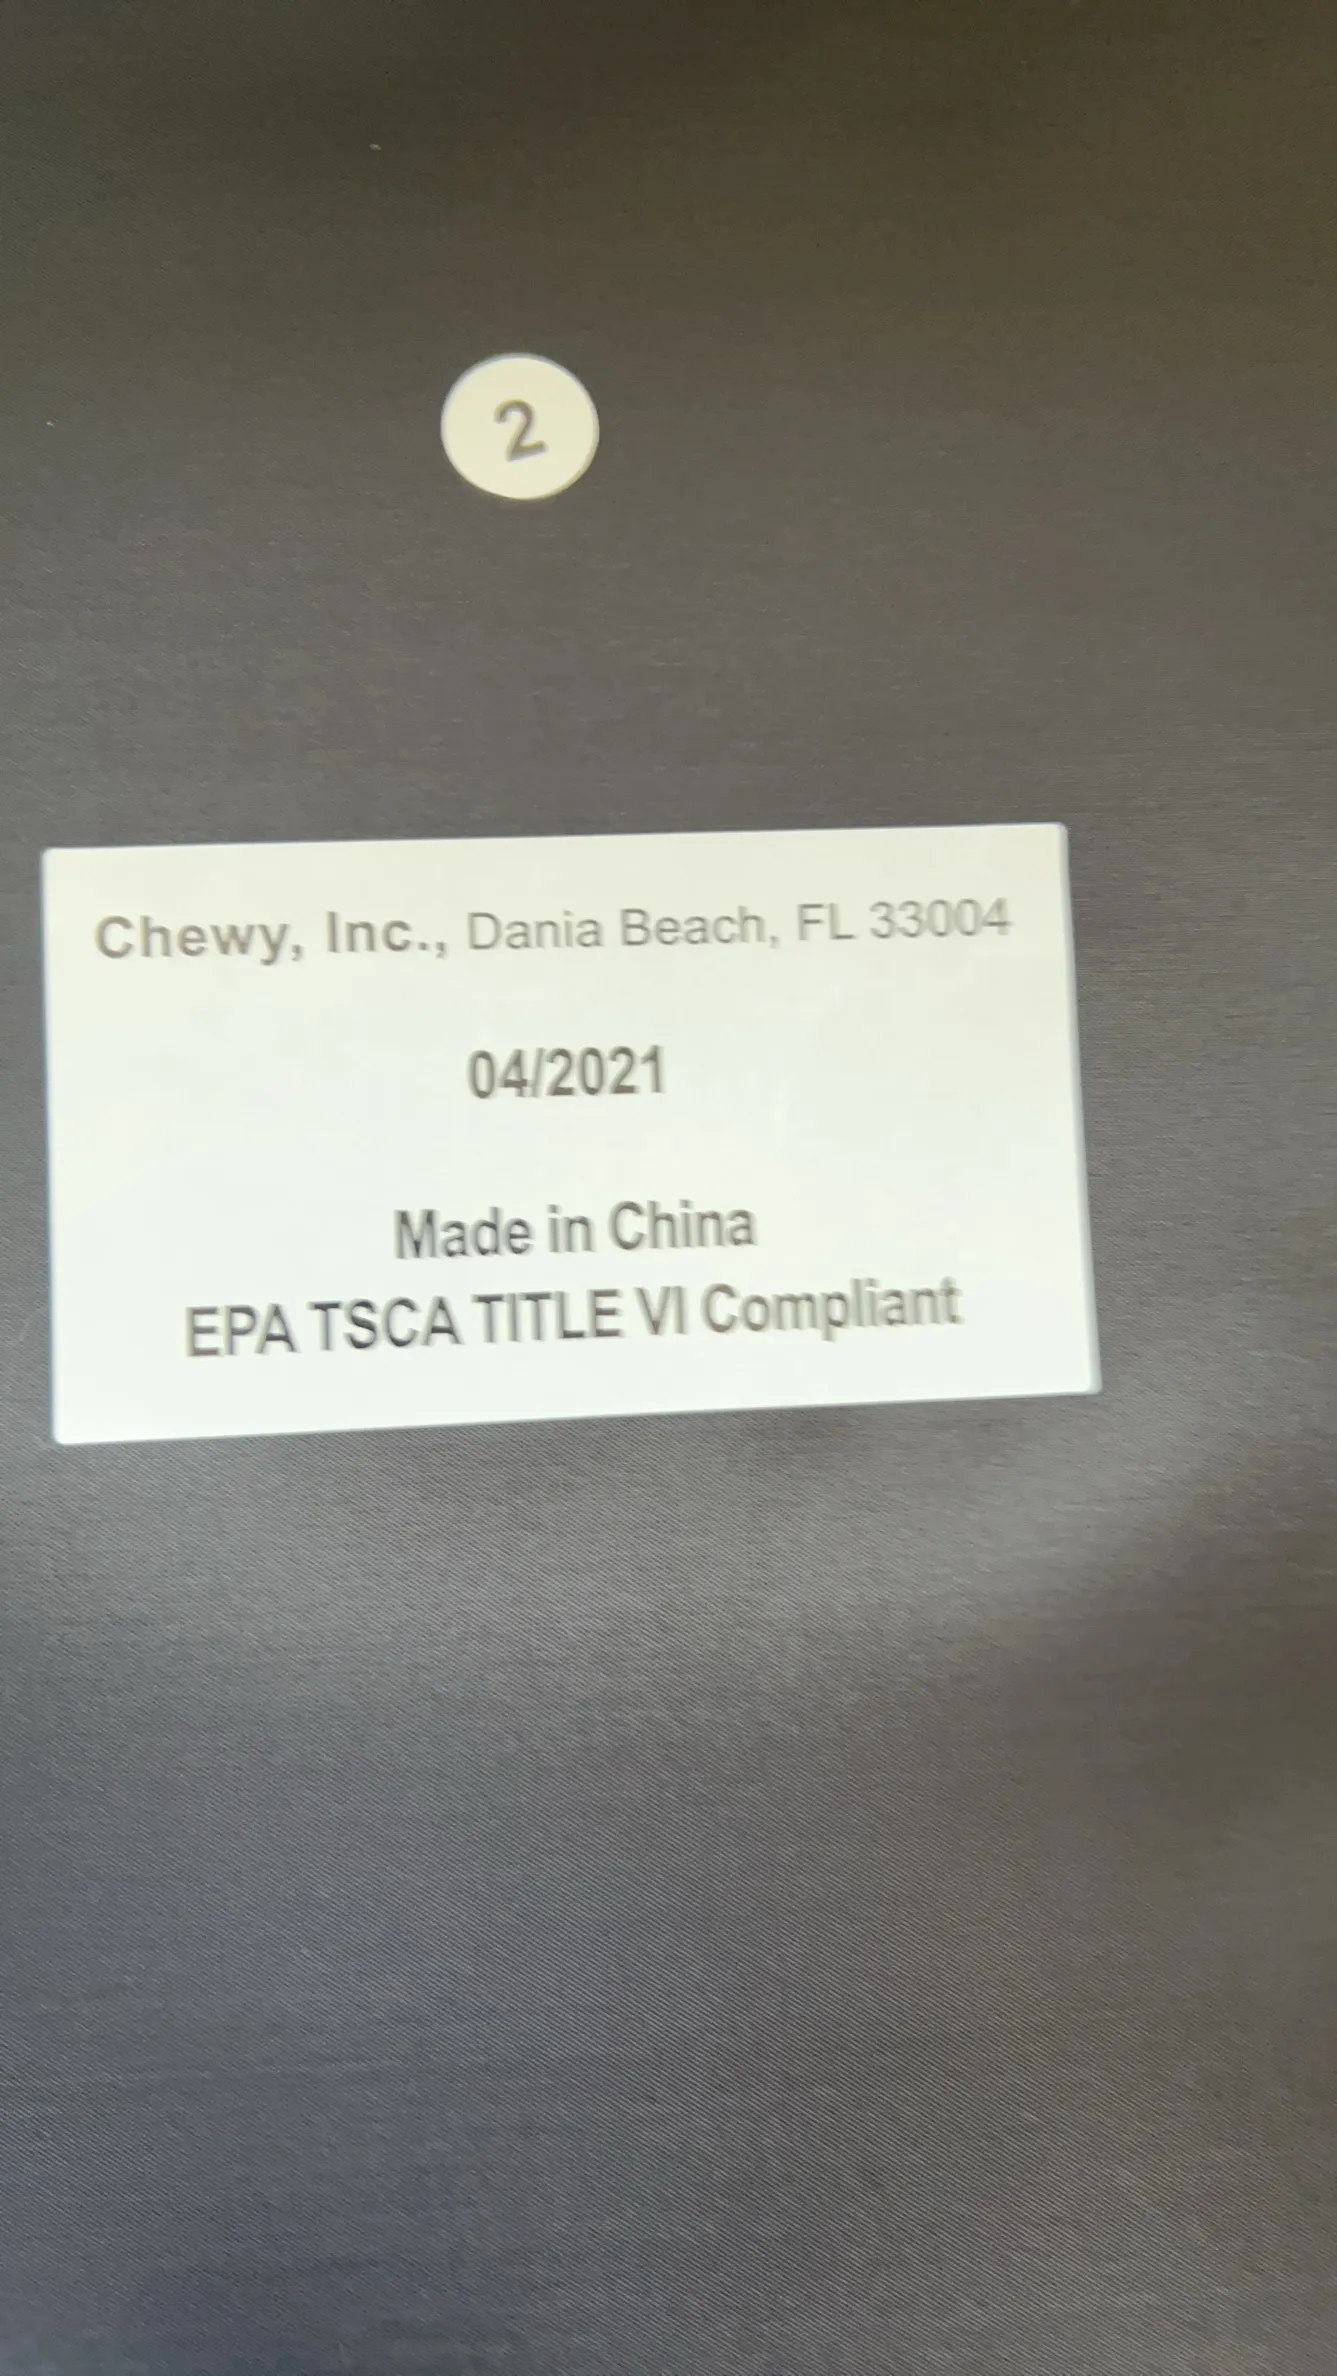 2
Chewy, Inc., Dania Beach, FL 33004
04/2021
Made in China
EPA TSCA TITLE VI Compliant